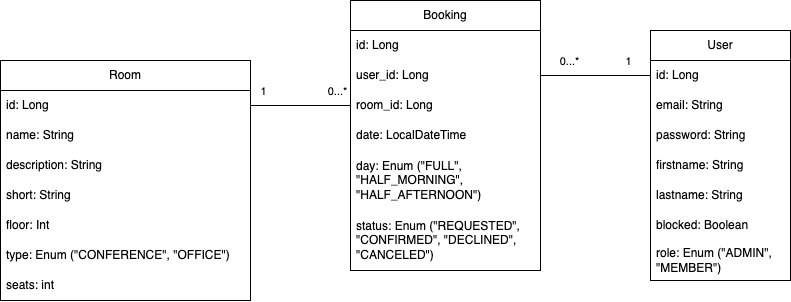 Room
id: Long
name: String
description: String
short: String
floor: Int
type: Enum ("CONFERENCE", "OFFICE")
seats: int
1
0...*
Booking
id: Long
user_id: Long
room_id: Long
date: LocalDateTime
day: Enum ("FULL",
"HALF_MORNING",
"HALF_AFTERNOON")
status: Enum ("REQUESTED",
"CONFIRMED", "DECLINED",
"CANCELED")
0...*
1
User
id: Long
email: String
password: String
firstname: String
lastname: String
blocked: Boolean
role: Enum ("ADMIN",
"MEMBER")